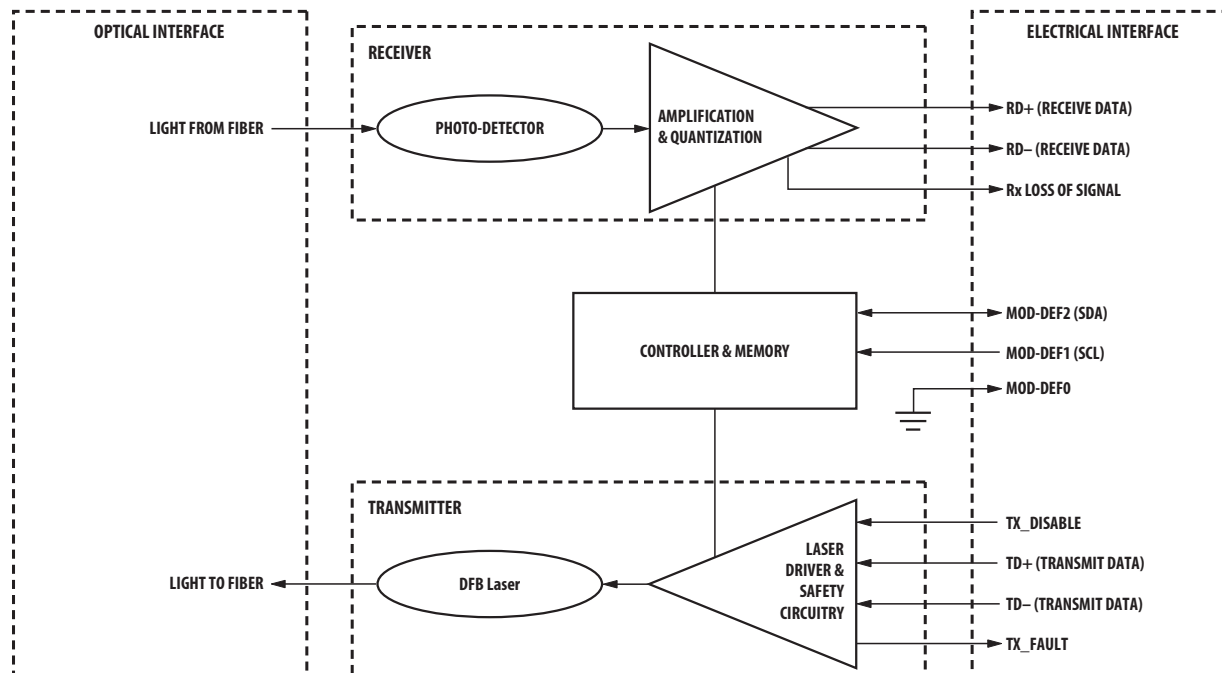 OPTICAL INTERFACE
ELECTRICAL INTERFACE
RECEIVER
LIGHT FROM FIBER
PHOTO-DETECTOR
AMPLIFICATION
& QUANTIZATION
RD+ (RECEIVE DATA)
RD– (RECEIVE DATA)
Rx LOSS OF SIGNAL
CONTROLLER & MEMORY
MOD-DEF2 (SDA)
MOD-DEF1 (SCL)
MOD-DEF0
TRANSMITTER
LIGHT TO FIBER
DFB Laser
LASER
DRIVER &
SAFETY
CIRCUITRY
TX_DISABLE
TD+ (TRANSMIT DATA)
TD– (TRANSMIT DATA)
TX_FAULT